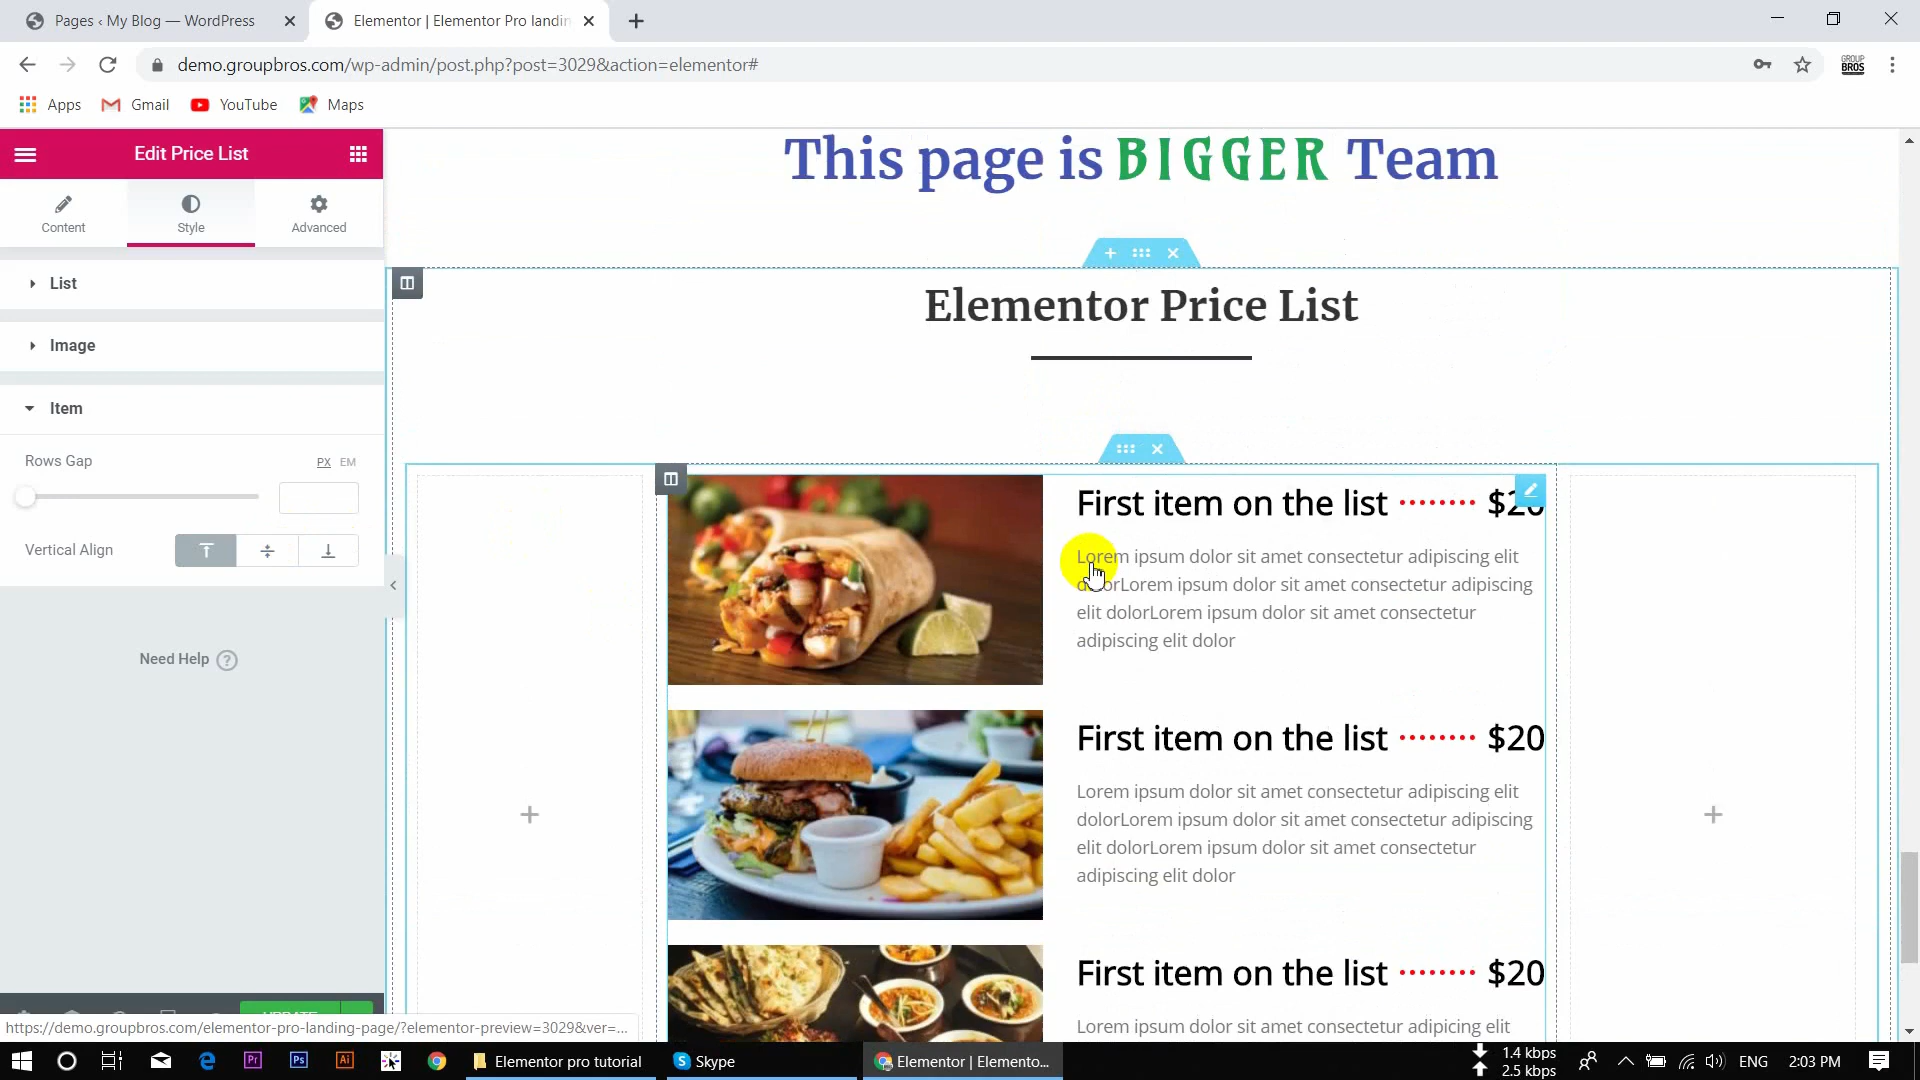 Pages ‹ My Blog — WordPress
Elementor | Elementor Pro landin
demo.groupbros.com/wp-admin/post.php?post=3029&action=elementor#
GROUP
BROS
Apps
Gmail
YouTube
Maps
Edit Price List
Content
Style
Advanced
List
Image
Item
Rows Gap
PX
EM
Vertical Align
Need Help ?
This page is BIGGER Team
Elementor Price List
First item on the list $20
Lorem ipsum dolor sit amet consectetur adipiscing elit
dolorLorem ipsum dolor sit amet consectetur adipiscing
elit dolorLorem ipsum dolor sit amet consectetur
adipiscing elit dolor
First item on the list $20
Lorem ipsum dolor sit amet consectetur adipiscing elit
dolorLorem ipsum dolor sit amet consectetur adipiscing
elit dolorLorem ipsum dolor sit amet consectetur
adipiscing elit dolor
First item on the list $20
Lorem ipsum dolor sit amet consectetur adipicing elit
UPDATE
https://demo.groupbros.com/elementor-pro-landing-page/?elementor-preview=3029&ver=...
Pr
Ps
Ai
Elementor pro tutorial
Skype
Elementor | Elemento...
1.4 kbps
2.5 kbps
ENG
2:03 PM